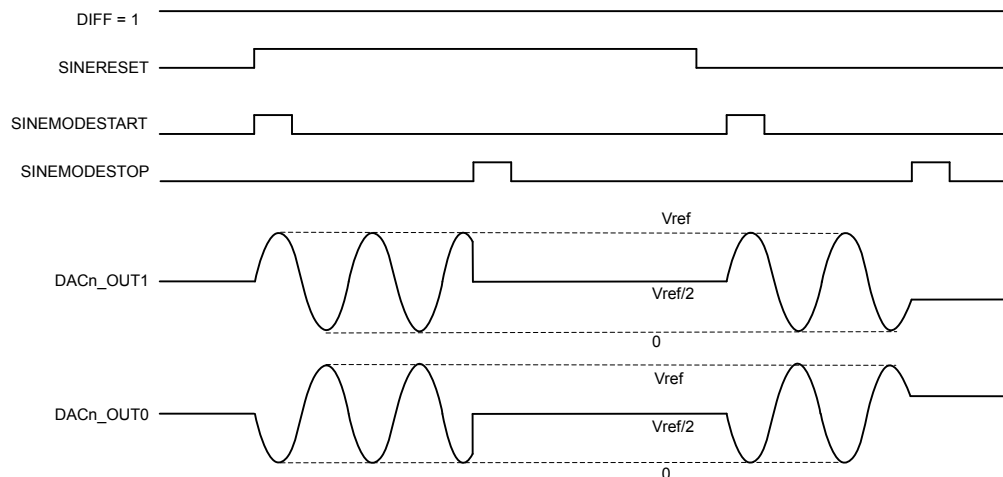 DIFF = 1
SINERESET
SINEMODESTART
SINEMODESTOP
Vref
DACn_OUT1
Vref/2
0
Vref
DACn_OUT0
Vref/2
0